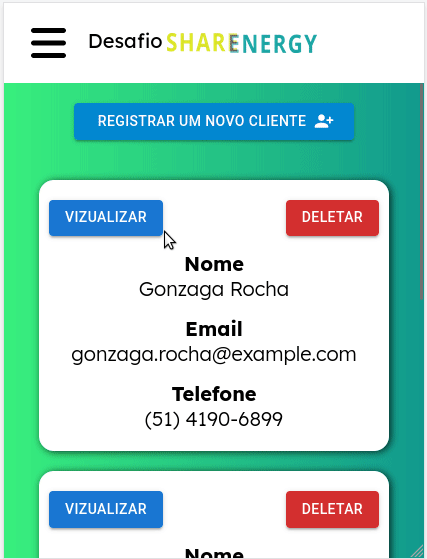 Desafio SHARENERGY
REGISTRAR UM NOVO CLIENTE
VIZUALIZAR DELETAR
Nome
Gonzaga Rocha
Email
gonzaga.rocha@example.com
Telefone
(51) 4190-6899
VIZUALIZAR DELETAR
Nome